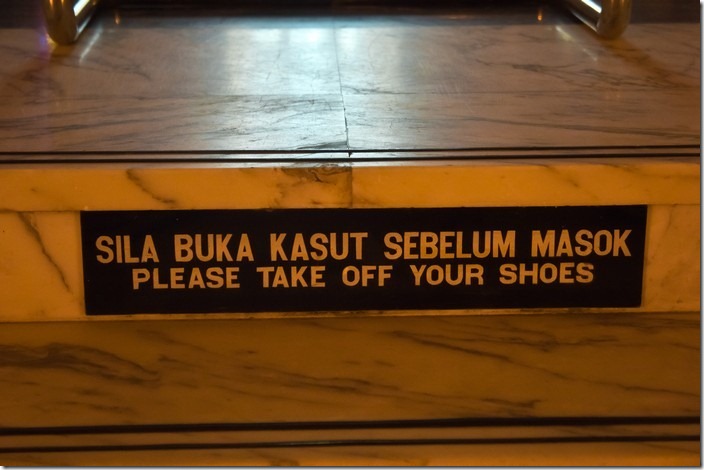 SILA BUKA KASUT SEBELUM MASOK
PLEASE TAKE OFF YOUR SHOES